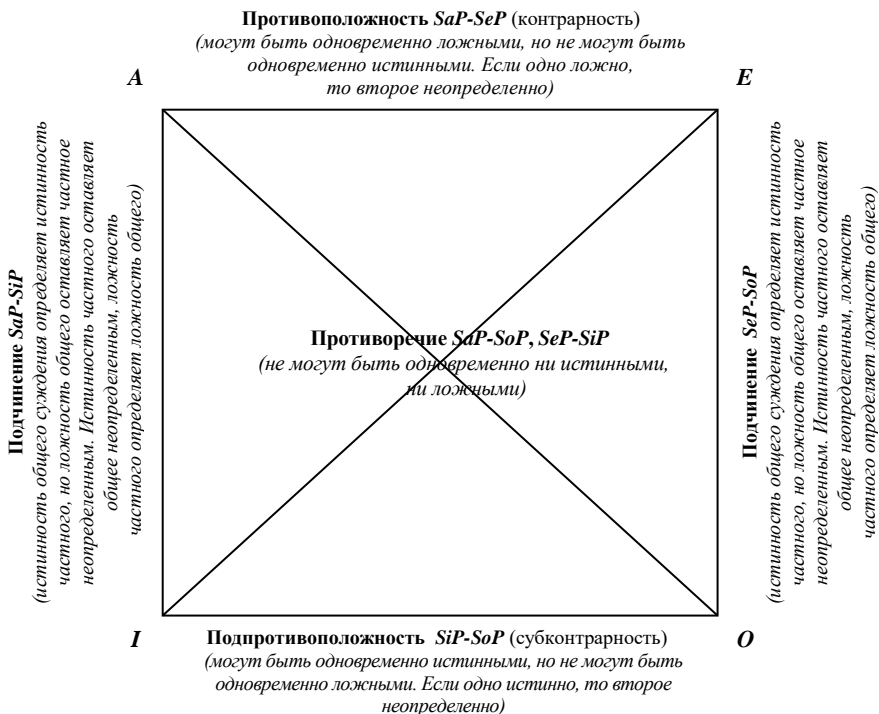 Противоположность SaP-SeP (контрарность)
(могут быть одновременно ложными, но не могут быть
одновременно истинными. Если одно ложно,
то второе неопределенно)
A
E
Подчинение SaP-SiP
(истинность общего суждения определяет истинность
частного, но ложность общего оставляет частное
неопределенным. Истинность частного оставляет
общее неопределенным, ложность
частного определяет ложность общего)
Противоречие SaP-SoP, SeP-SiP
(не могут быть одновременно ни истинными,
ни ложными)
Подчинение SeP-SoP
(истинность общего суждения определяет истинность
частного, но ложность общего оставляет частное
неопределенным. Истинность частного оставляет
общее неопределенным, ложность
частного определяет ложность общего)
I
O
Подпротивоположность SiP-SoP (субконтрарность)
(могут быть одновременно истинными, но не могут быть
одновременно ложными. Если одно истинно, то второе
неопределенно)